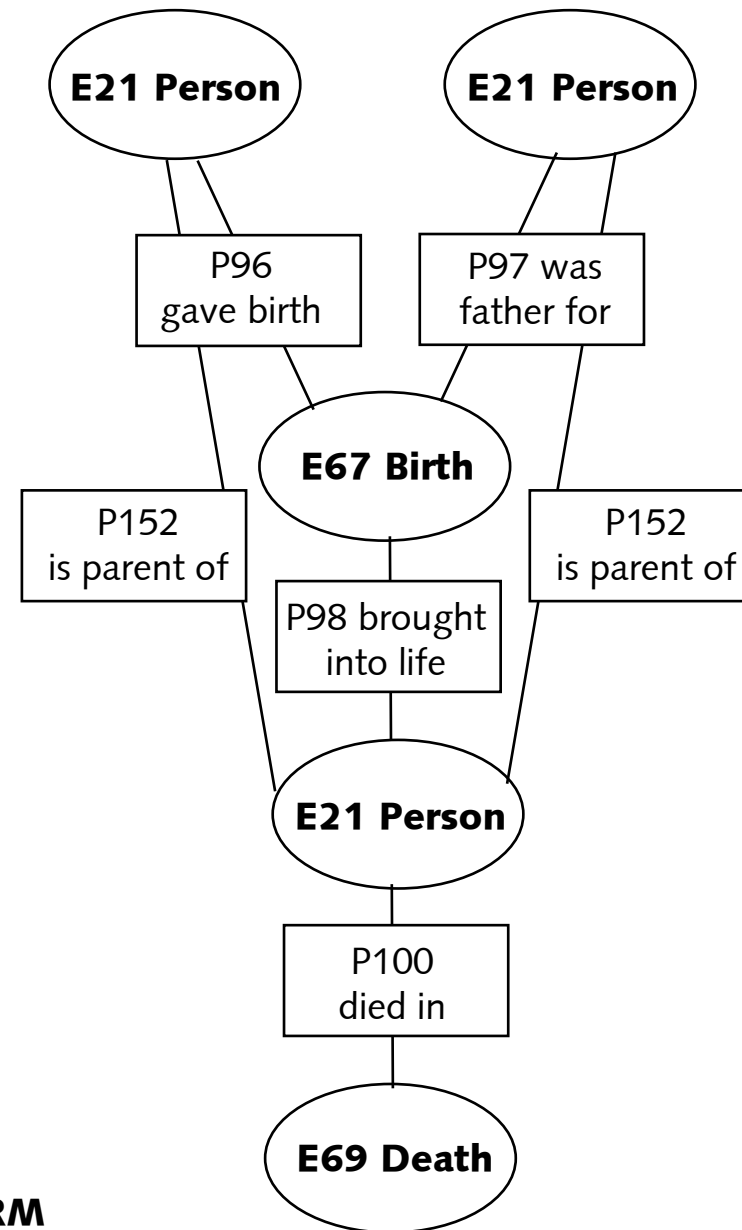 E21 Person
E21 Person
P96
gave birth
P97 was
father for
E67 Birth
P152
is parent of
P152
is parent of
P98 brought
into life
E21 Person
P100
died in
E69 Death